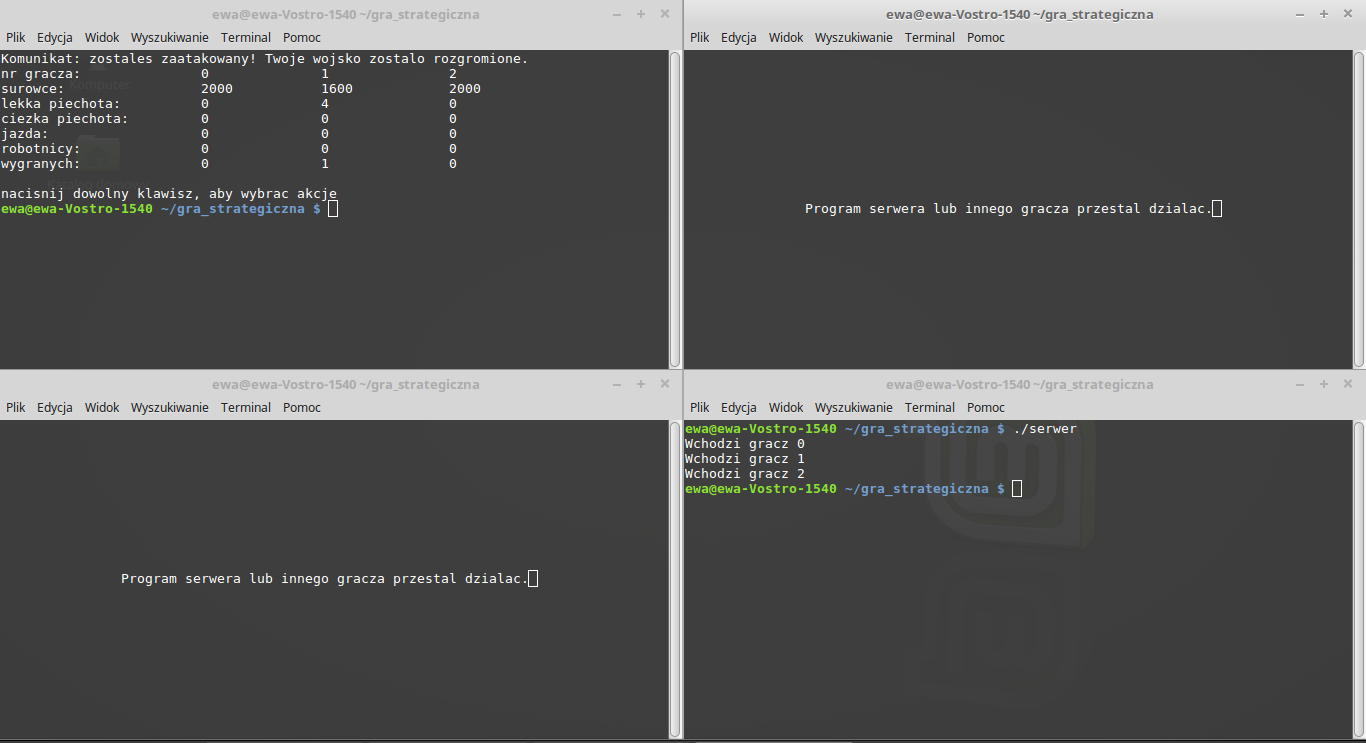 ewa@ewa-Vostro-1540 ~/gra_strategiczna
Plik Edycja Widok Wyszukiwanie Terminal Pomoc
Komunikat: zostales zaatakowany! Twoje wojsko zostalo rozgromione.
nr gracza: 0 1 2
surowce: 2000 1600 2000
lekka piechota: 0 4 0
ciezka piechota: 0 0 0
jazda: 0 0 0
robotnicy: 0 0 0
wygranych: 0 1 0
nacisnij dowolny klawisz, aby wybrac akcje
ewa@ewa-Vostro-1540 ~/gra_strategiczna $
Komputer
ewa@ewa-Vostro-1540 ~/gra_strategiczna
Plik Edycja Widok Wyszukiwanie Terminal Pomoc
Program serwera lub innego gracza przestal dzialac.
ewa@ewa-Vostro-1540 ~/gra_strategiczna
Plik Edycja Widok Wyszukiwanie Terminal Pomoc
Program serwera lub innego gracza przestal dzialac.
ewa@ewa-Vostro-1540 ~/gra_strategiczna
Plik Edycja Widok Wyszukiwanie Terminal Pomoc
ewa@ewa-Vostro-1540 ~/gra_strategiczna $ ./serwer
Wchodzi gracz 0
Wchodzi gracz 1
Wchodzi gracz 2
ewa@ewa-Vostro-1540 ~/gra_strategiczna $